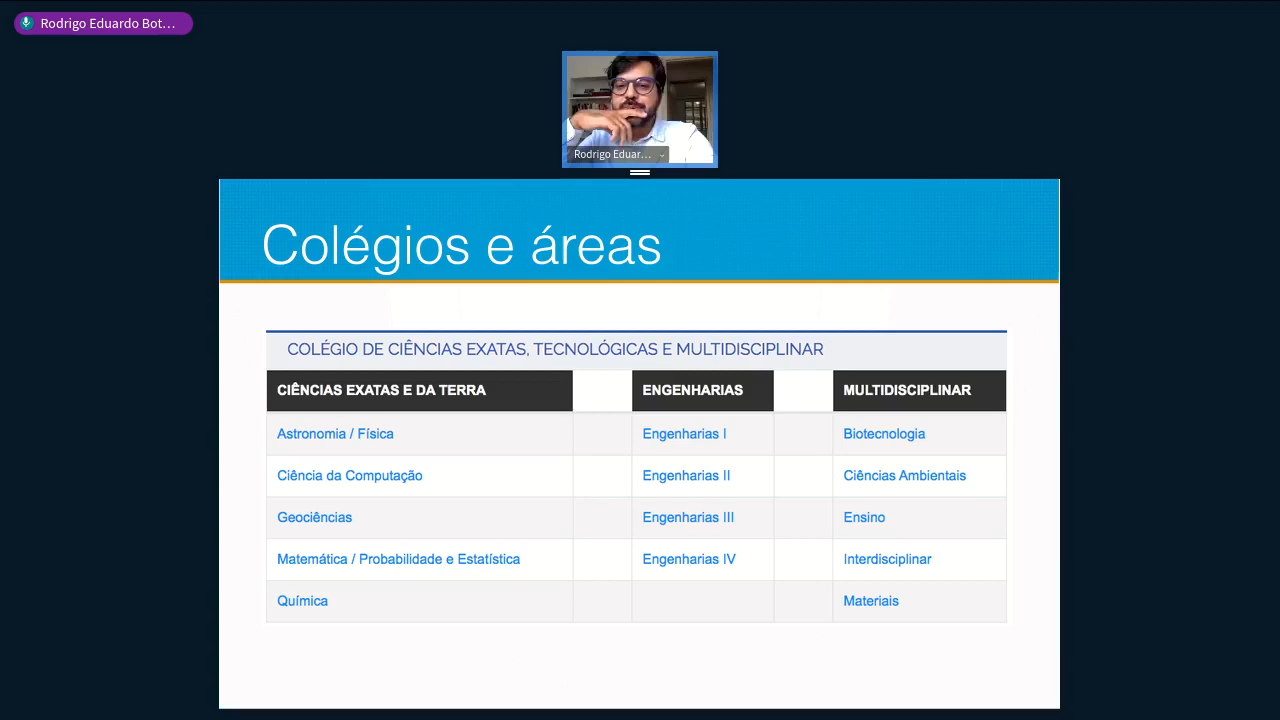 Rodrigo Eduardo Bot...
Rodrigo Eduar...
Colégios e áreas
COLÉGIO DE CIÊNCIAS EXATAS, TECNOLÓGICAS E MULTIDISCIPLINAR
CIÊNCIAS EXATAS E DA TERRA ENGENHARIAS MULTIDISCIPLINAR
Astronomia / Física Engenharias I Biotecnologia
Ciência da Computação Engenharias II Ciências Ambientais
Geociências Engenharias III Ensino
Matemática / Probabilidade e Estatística Engenharias IV Interdisciplinar
Química Materiais